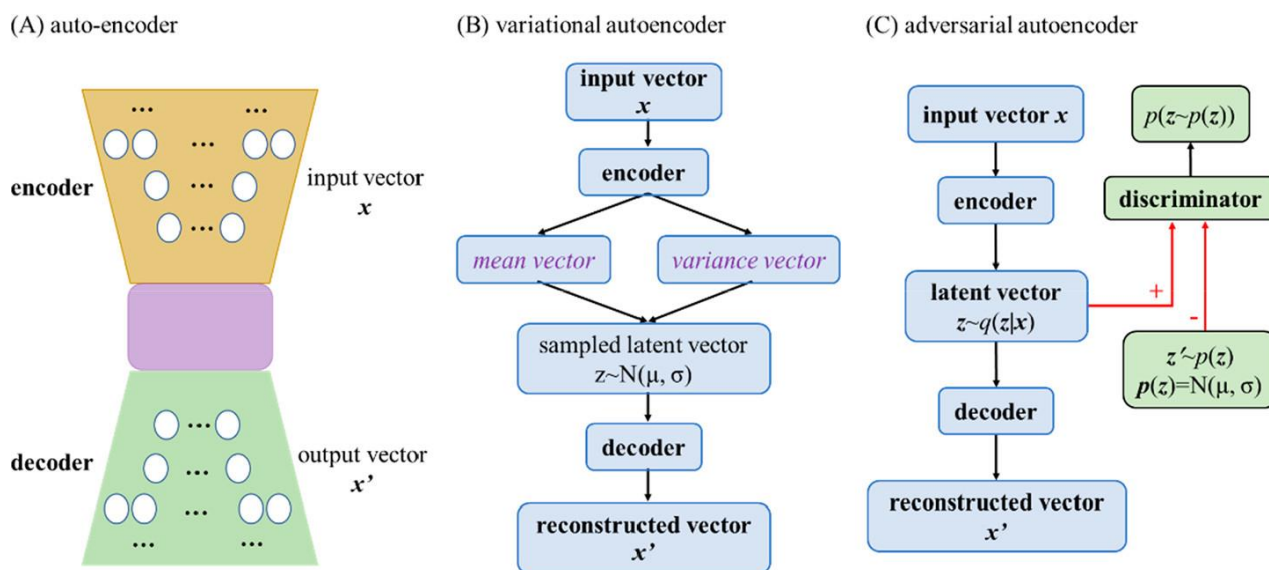 (A) auto-encoder
... ...
...
encoder
...
...
input vector
x
...
decoder
...
...
... ...
output vector
x’
(B) variational autoencoder
input vector
x
encoder
mean vector
variance vector
sampled latent vector
z~N(μ, σ)
decoder
reconstructed vector
x’
(C) adversarial autoencoder
input vector x
encoder
latent vector
z~q(z|x)
decoder
reconstructed vector
x’
p(z~p(z))
discriminator
+
-
z’~p(z)
p(z)=N(μ, σ)